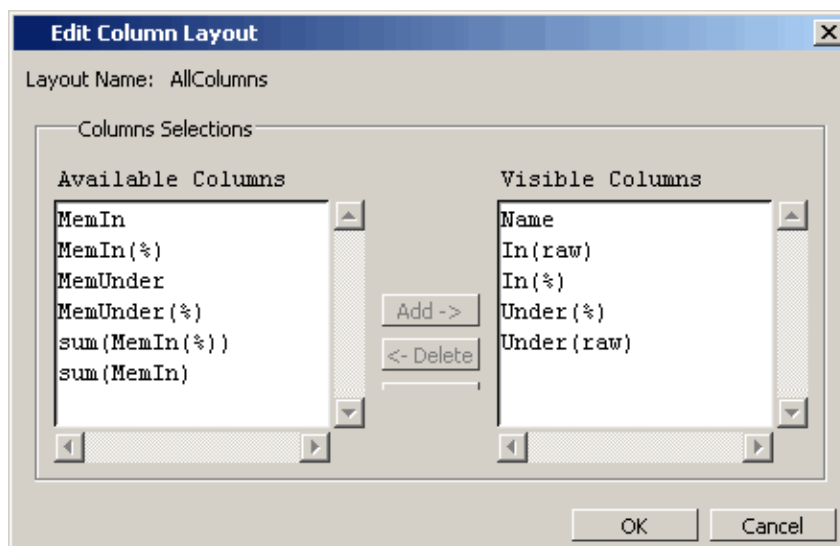 Edit Column Layout
Layout Name: AllColumns
Columns Selections
Available Columns
MemIn
MemIn(%)
MemUnder
MemUnder(%)
sum(MemIn(%))
sum(MemIn)
Add ->
<- Delete
Visible Columns
Name
In(raw)
In(%)
Under(%)
Under(raw)
OK
Cancel